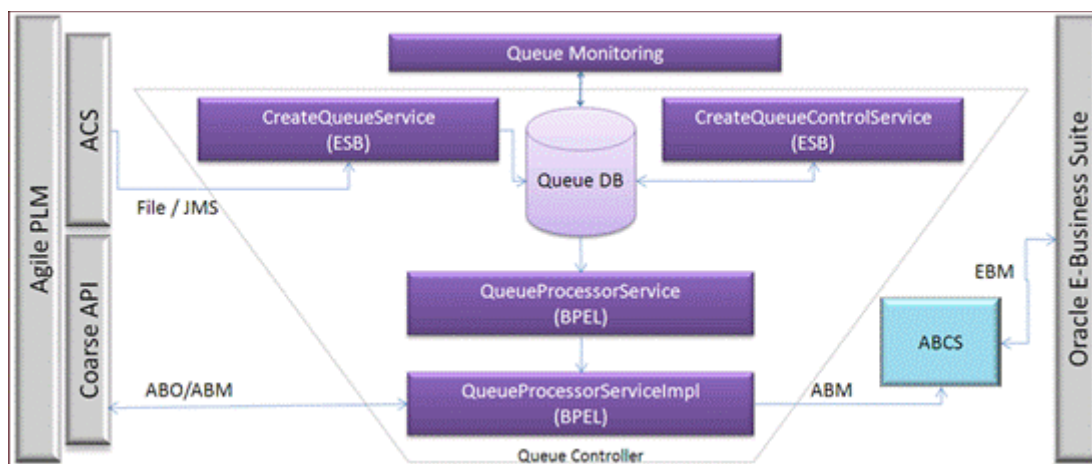 Agile PLM
ACS
Coarse API
Queue Monitoring
CreateQueueService
(ESB)
CreateQueueControlService
(ESB)
Queue DB
File / JMS
QueueProcessorService
(BPEL)
QueueProcessorServiceImpl
(BPEL)
ABO/ABM
ABM
ABCS
EBM
Queue Controller
Oracle E-Business Suite